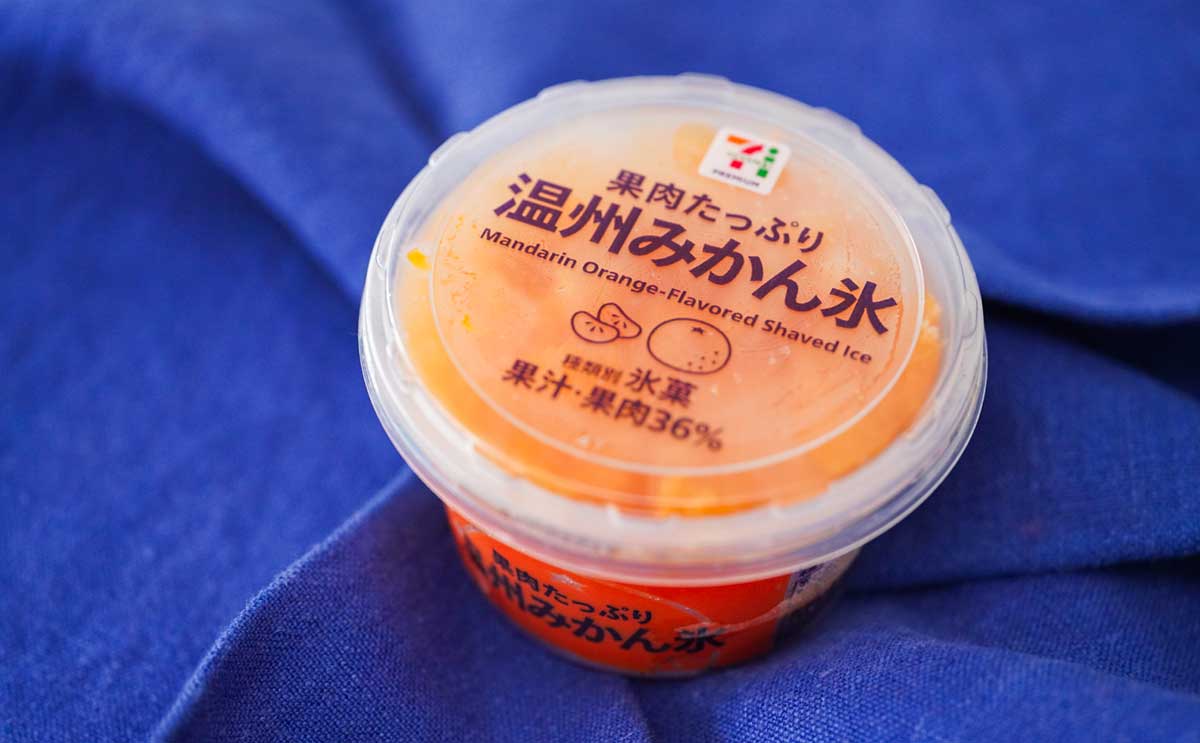 果肉たっぷり
温州みかん氷
Mandarin Orange-Flavored Shaved Ice
種類別 氷菓
果汁・果肉36%
果肉たっぷり
温州みかん氷